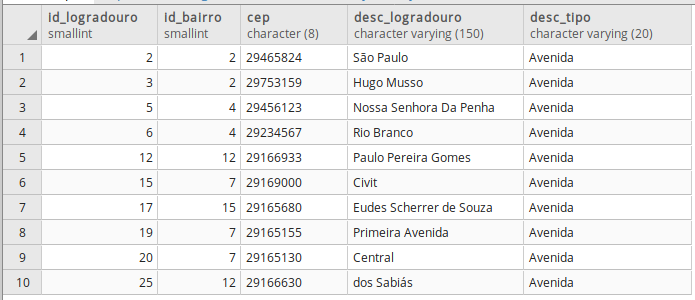 id_logradouro id_bairro cep desc_logradouro desc_tipo
smallint smallint character (8) character varying (150) character varying (20)
1 2 2 29465824 São Paulo Avenida
2 3 2 29753159 Hugo Musso Avenida
3 5 4 29456123 Nossa Senhora Da Penha Avenida
4 6 4 29234567 Rio Branco Avenida
5 12 12 29166933 Paulo Pereira Gomes Avenida
6 15 7 29169000 Civit Avenida
7 17 15 29165680 Eudes Scherrer de Souza Avenida
8 19 7 29165155 Primeira Avenida Avenida
9 20 7 29165130 Central Avenida
10 25 12 29166630 dos Sabiás Avenida